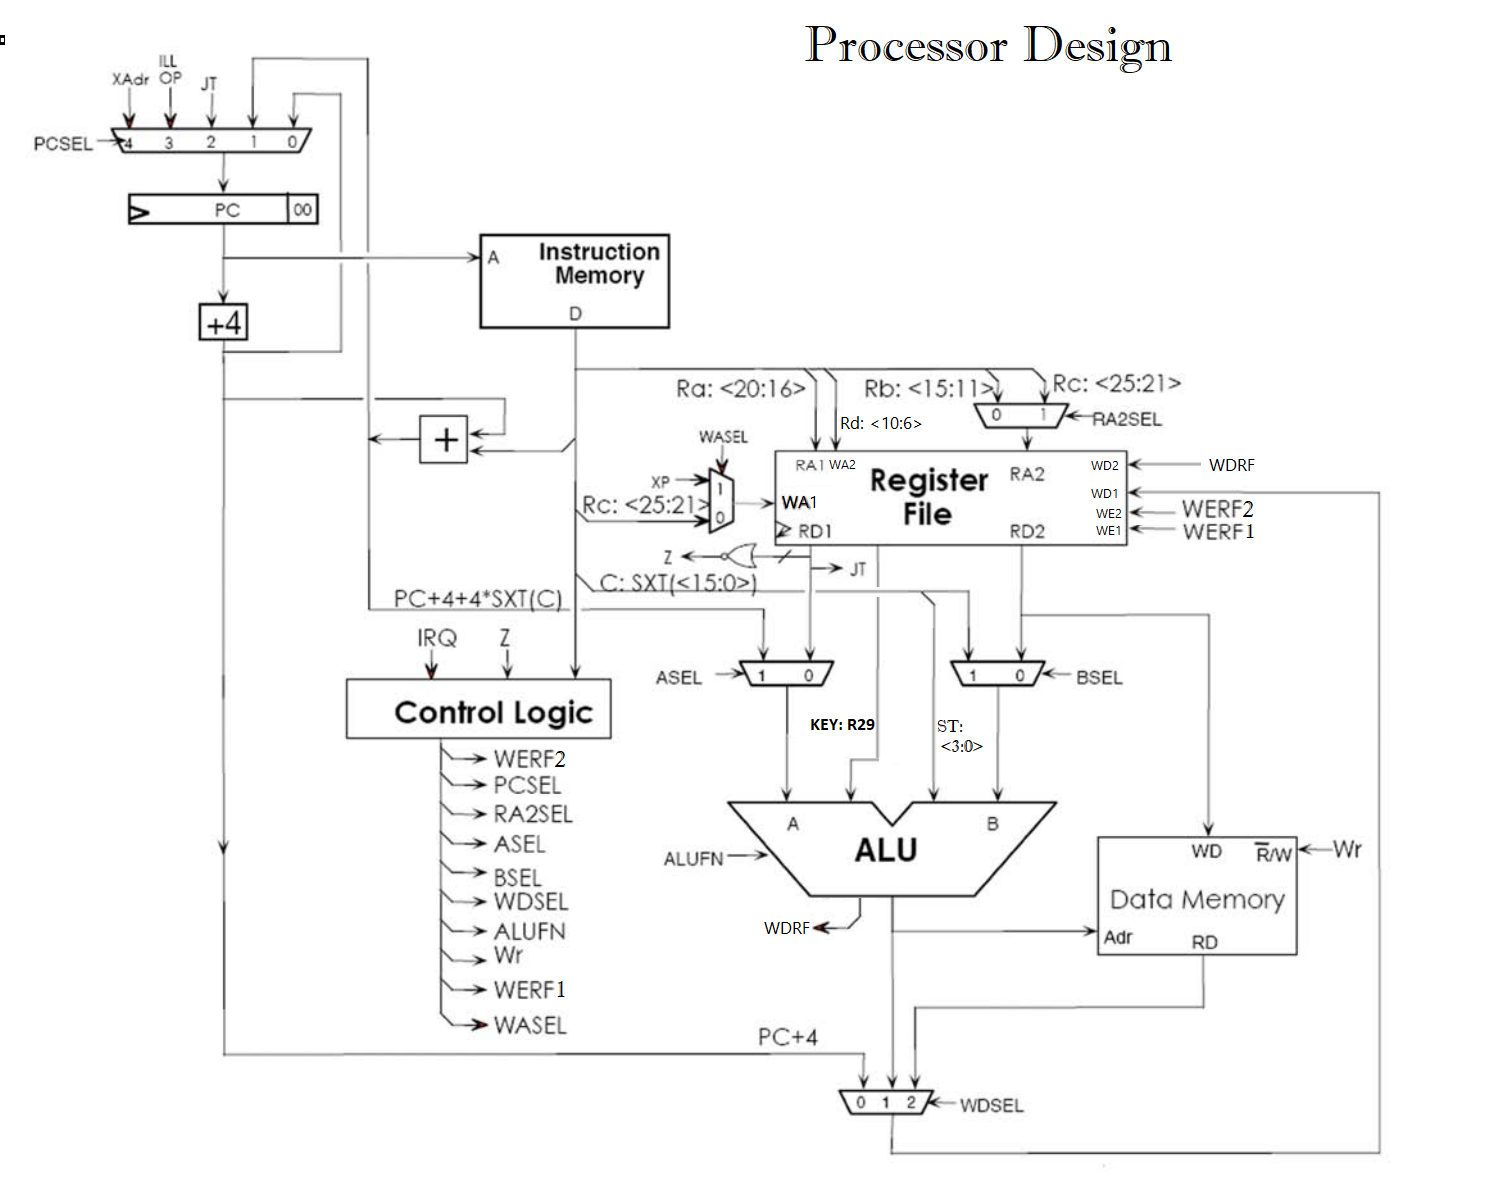 Processor Design
ILL
XAdr OP JT
PCSEL 4 3 2 1 0
PC 00
A Instruction
Memory
D
+4
Ra: <20:16> Rb: <15:11> Rc: <25:21>
0 1 RA2SEL
Rd: <10:6>
+
WASEL
XP 1
Rc: <25:21> 0
RA1 WA2 RA2 WD2 WDRF
Register
File
WA1 WD1
WE2 WERF2
RD1 RD2 WE1 WERF1
Z JT
C: SXT(<15:0>)
PC+4+4*SXT(C)
IRQ Z
ASEL 1 0 1 0 BSEL
Control Logic
KEY: R29 ST:
<3:0>
WERF2
PCSEL
RA2SEL
ASEL
BSEL
WDSEL
ALUFN
Wr
WERF1
WASEL
A B
ALU
ALUFN
WDRF
WD R/W Wr
Data Memory
Adr RD
PC+4
0 1 2 WDSEL